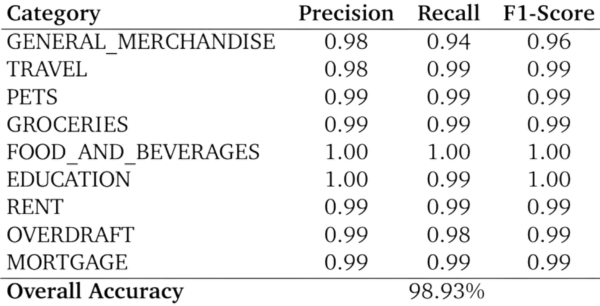 Category Precision Recall F1-Score
GENERAL_MERCHANDISE 0.98 0.94 0.96
TRAVEL 0.98 0.99 0.99
PETS 0.99 0.99 0.99
GROCERIES 0.99 0.99 0.99
FOOD_AND_BEVERAGES 1.00 1.00 1.00
EDUCATION 1.00 0.99 1.00
RENT 0.99 0.99 0.99
OVERDRAFT 0.99 0.98 0.99
MORTGAGE 0.99 0.99 0.99
Overall Accuracy 98.93%